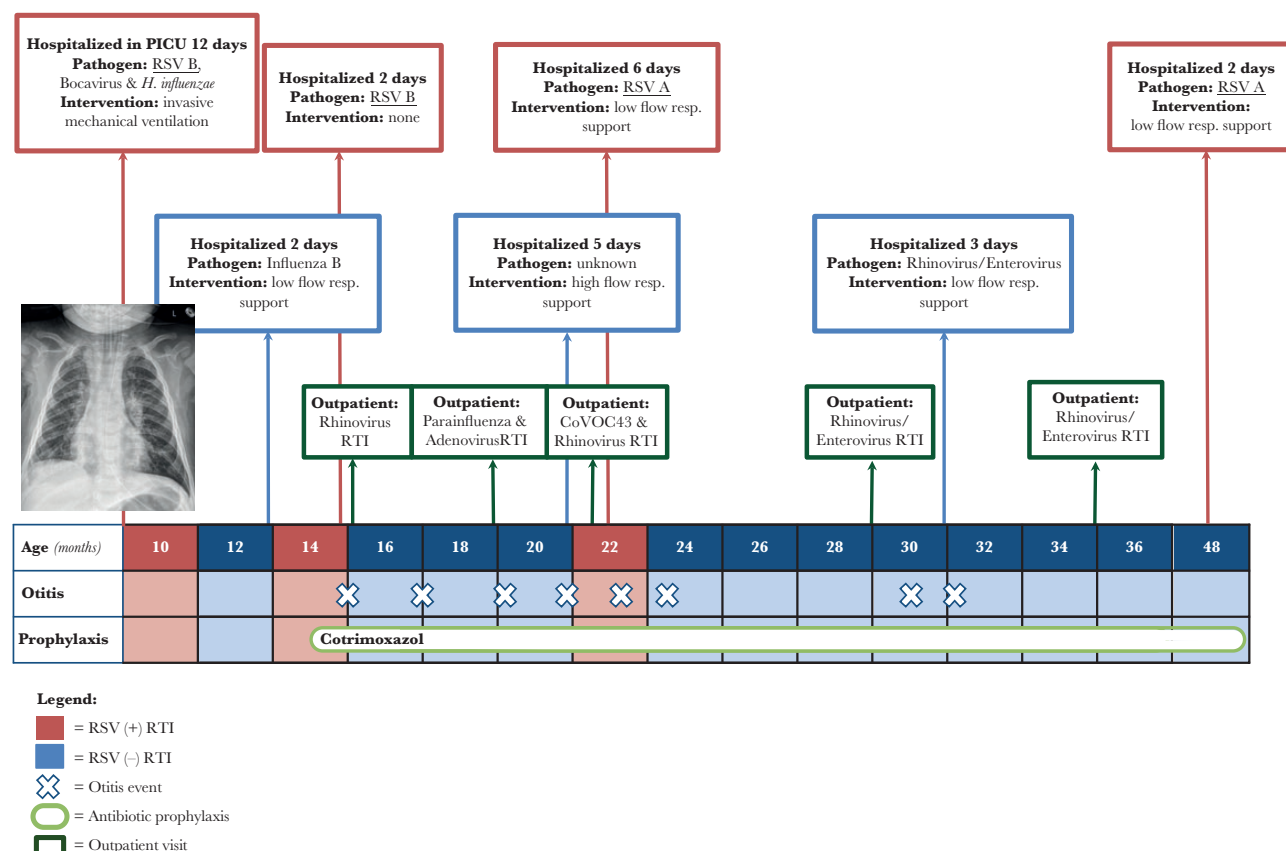 Hospitalized in PICU 12 days
Pathogen: RSV B,
Bocavirus & H. influenzae
Intervention: invasive
mechanical ventilation
Hospitalized 2 days
Pathogen: RSV B
Intervention: none
Hospitalized 6 days
Pathogen: RSV A
Intervention: low flow resp.
support
Hospitalized 2 days
Pathogen: RSV A
Intervention:
low flow resp. support
Hospitalized 2 days
Pathogen: Influenza B
Intervention: low flow resp.
support
Hospitalized 5 days
Pathogen: unknown
Intervention: high flow resp.
support
Hospitalized 3 days
Pathogen: Rhinovirus/Enterovirus
Intervention: low flow resp.
support
L
Outpatient:
Rhinovirus
RTI
Outpatient:
Parainfluenza &
AdenovirusRTI
Outpatient:
CoVOC43 &
Rhinovirus RTI
Outpatient:
Rhinovirus/
Enterovirus RTI
Outpatient:
Rhinovirus/
Enterovirus RTI
Age (months) 10 12 14 16 18 20 22 24 26 28 30 32 34 36 48
Otitis
Prophylaxis Cotrimoxazol
Legend:
= RSV (+) RTI
= RSV (–) RTI
= Otitis event
= Antibiotic prophylaxis
= Outpatient visit